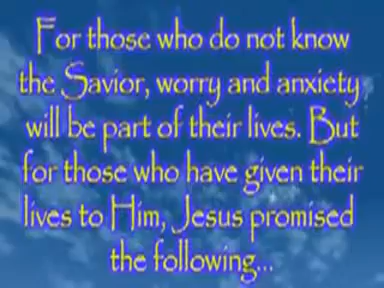 For those who do not know
the Savior, worry and anxiety
will be part of their lives. But
for those who have given their
lives to Him, Jesus promised
the following...